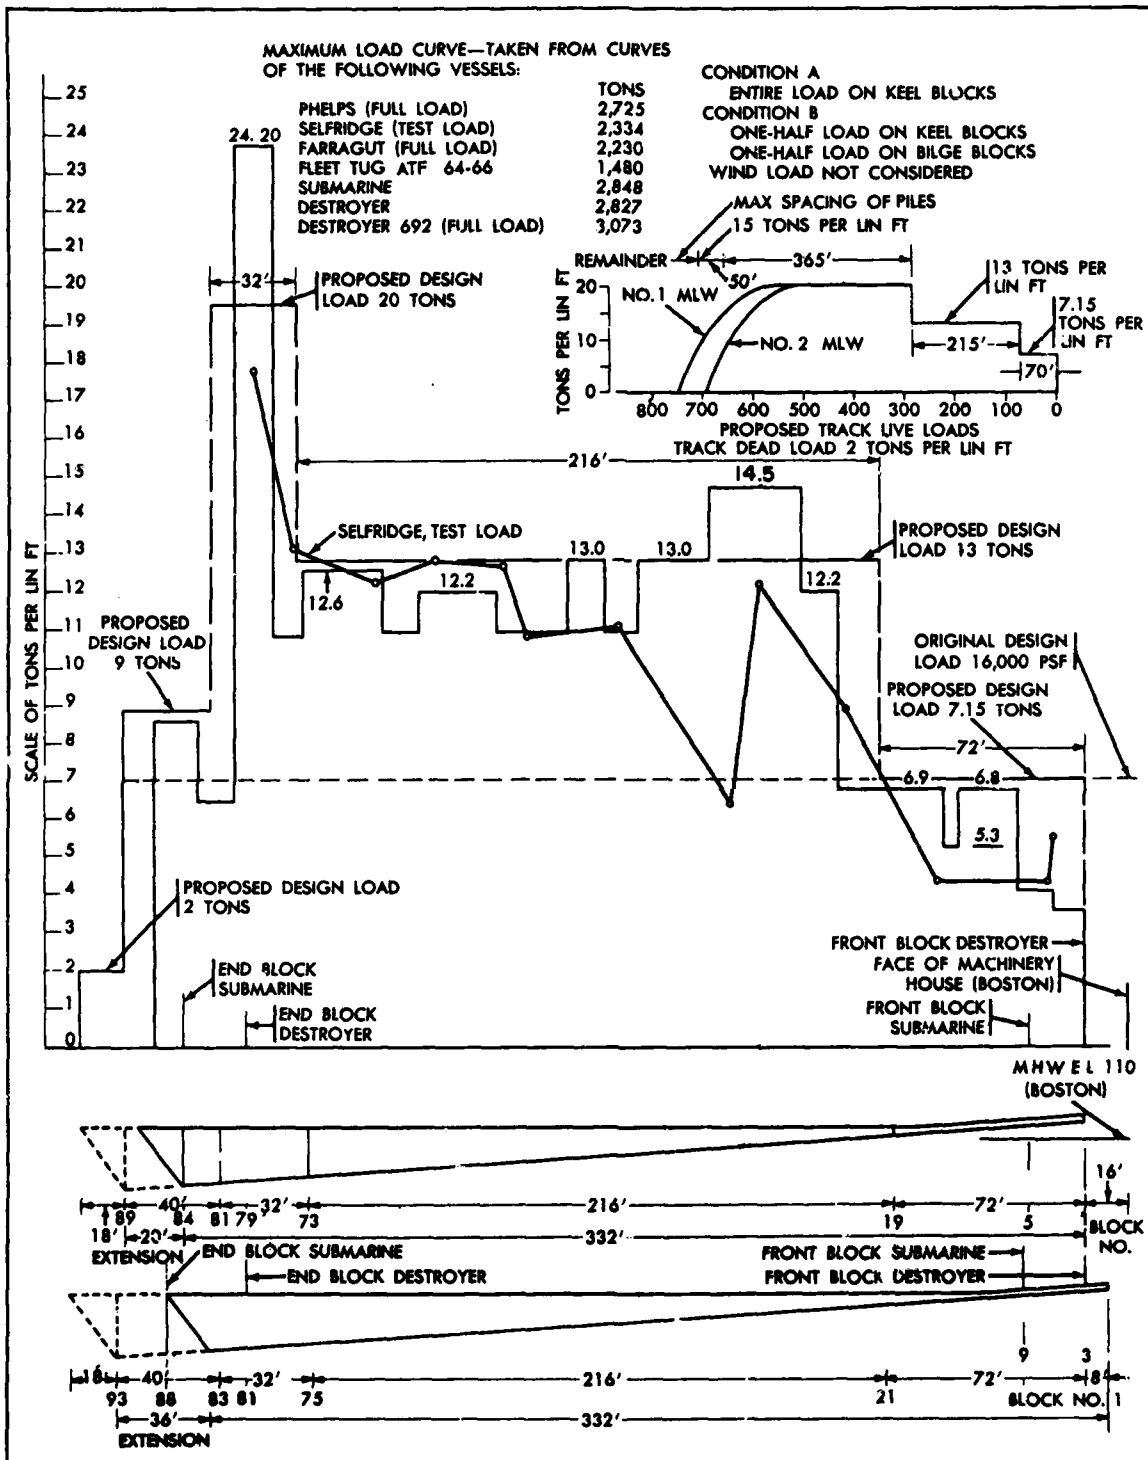 MAXIMUM LOAD CURVE—TAKEN FROM CURVES
OF THE FOLLOWING VESSELS:
TONS
PHELPS (FULL LOAD) 2,725
SELFRIDGE (TEST LOAD) 2,334
FARRAGUT (FULL LOAD) 2,230
FLEET TUG ATF 64-66 1,480
SUBMARINE 2,848
DESTROYER 2,827
DESTROYER 692 (FULL LOAD) 3,073
CONDITION A
ENTIRE LOAD ON KEEL BLOCKS
CONDITION B
ONE-HALF LOAD ON KEEL BLOCKS
ONE-HALF LOAD ON BILGE BLOCKS
WIND LOAD NOT CONSIDERED
MAX SPACING OF PILES
15 TONS PER LIN FT
REMAINDER
50'
365'
13 TONS PER
LIN FT
7.15
TONS PER
LIN FT
215'
70'
NO. 1 MLW
NO. 2 MLW
TONS PER LIN FT
20
10
0
800 700 600 500 400 300 200 100 0
PROPOSED TRACK LIVE LOADS
TRACK DEAD LOAD 2 TONS PER LIN FT
SCALE OF TONS PER LIN FT
25
24
23
22
21
20
19
18
17
16
15
14
13
12
11
10
9
8
7
6
5
4
3
2
1
0
24.20
32'
PROPOSED DESIGN
LOAD 20 TONS
216'
14.5
SELFRIDGE, TEST LOAD
13.0
13.0
PROPOSED DESIGN
LOAD 13 TONS
12.6
12.2
12.2
PROPOSED
DESIGN LOAD
9 TONS
ORIGINAL DESIGN
LOAD 16,000 PSF
PROPOSED DESIGN
LOAD 7.15 TONS
72'
6.9
6.8
5.3
PROPOSED DESIGN LOAD
2 TONS
END BLOCK
SUBMARINE
END BLOCK
DESTROYER
FRONT BLOCK DESTROYER
FACE OF MACHINERY
HOUSE (BOSTON)
FRONT BLOCK
SUBMARINE
MHW EL 110
(BOSTON)
40' 32' 216' 72' 16'
89 84 81 79 73 19 5 1 BLOCK
NO.
18' 20' 332'
EXTENSION
END BLOCK SUBMARINE
END BLOCK DESTROYER
FRONT BLOCK SUBMARINE
FRONT BLOCK DESTROYER
9 3
18' 40' 32' 216' 72' 8'
93 88 83 81 75 21 BLOCK NO. 1
36' 332'
EXTENSION